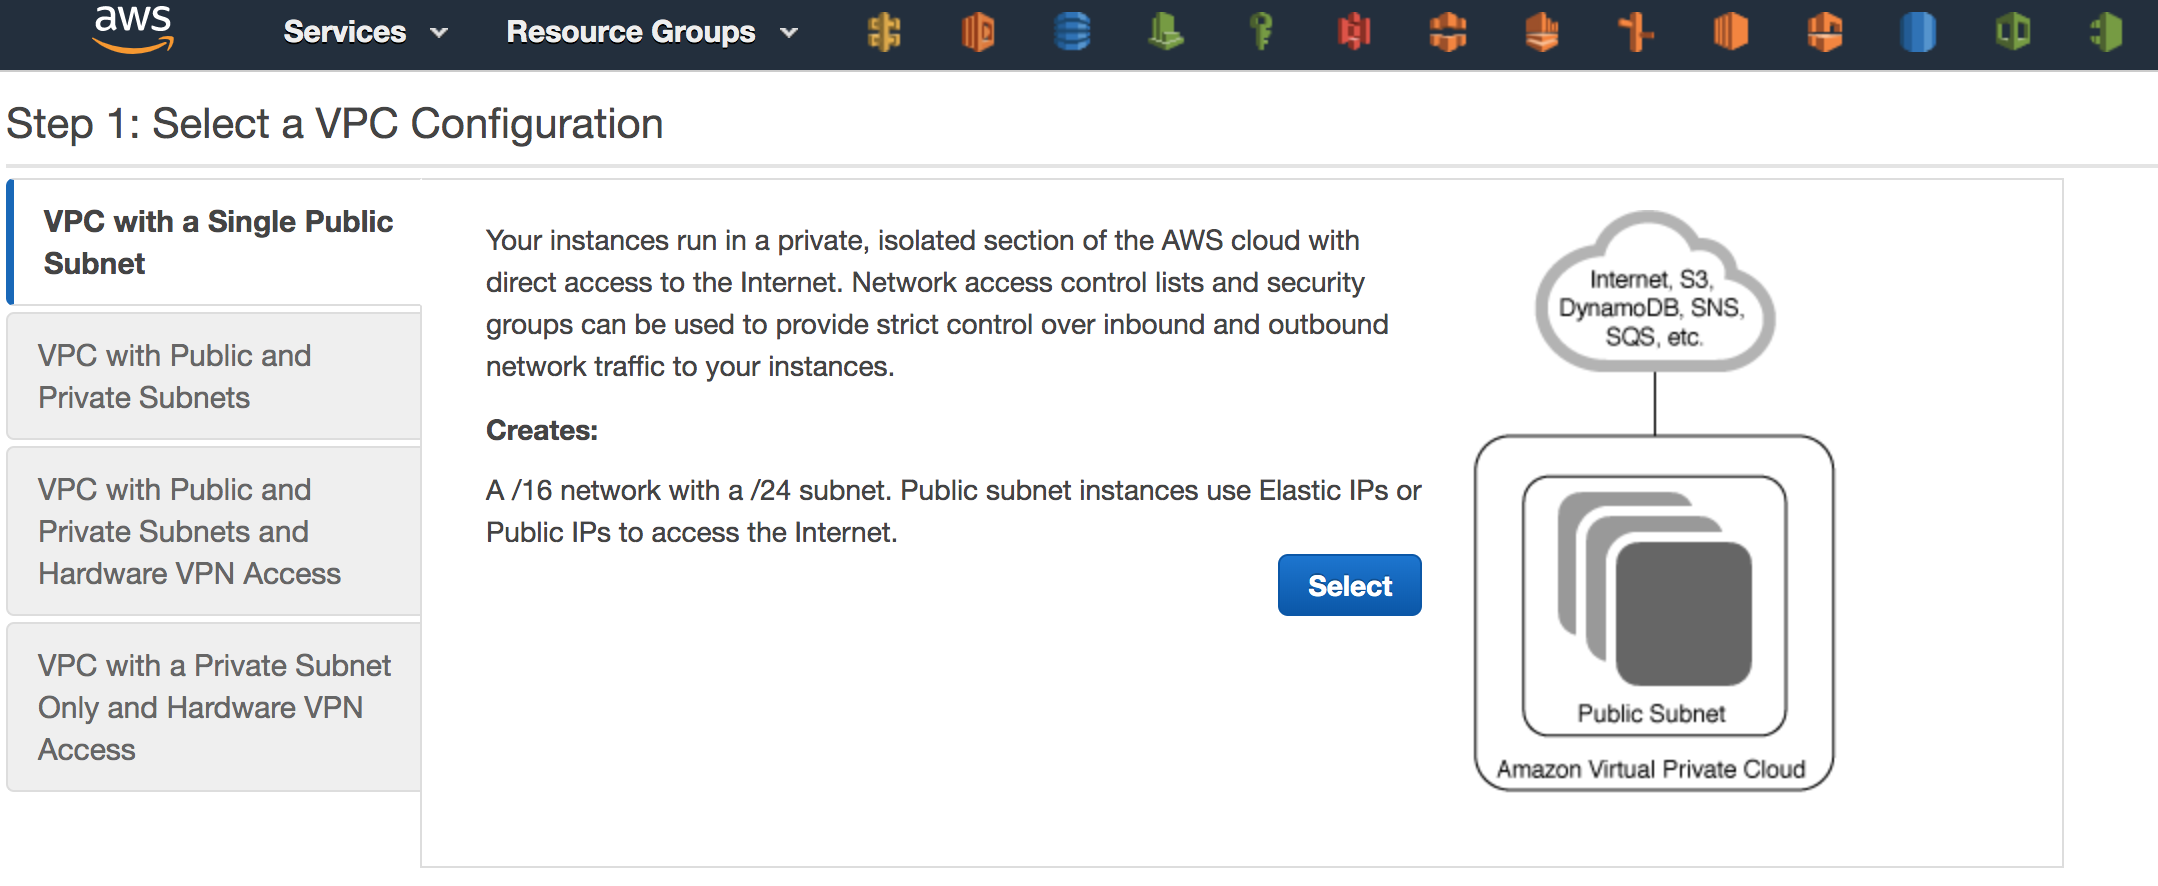 aws
Services
Resource Groups
Step 1: Select a VPC Configuration
VPC with a Single Public
Subnet
VPC with Public and
Private Subnets
VPC with Public and
Private Subnets and
Hardware VPN Access
VPC with a Private Subnet
Only and Hardware VPN
Access
Your instances run in a private, isolated section of the AWS cloud with
direct access to the Internet. Network access control lists and security
groups can be used to provide strict control over inbound and outbound
network traffic to your instances.
Creates:
A /16 network with a /24 subnet. Public subnet instances use Elastic IPs or
Public IPs to access the Internet.
Select
Internet, S3,
DynamoDB, SNS,
SQS, etc.
Public Subnet
Amazon Virtual Private Cloud